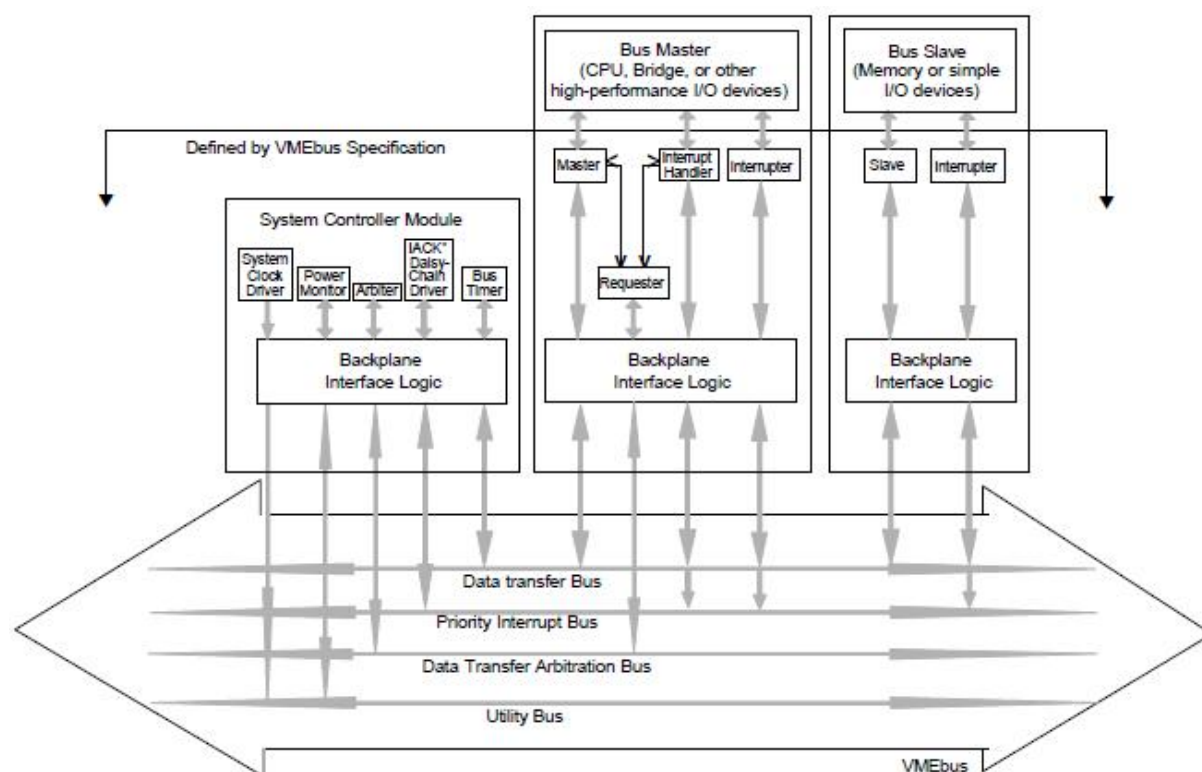 Bus Master
(CPU, Bridge, or other
high-performance I/O devices)
Bus Slave
(Memory or simple
I/O devices)
Defined by VMEbus Specification
Master
Interrupt
Handler
Interrupter
Slave
Interrupter
System Controller Module
System
Clock
Driver
Power
Monitor
Arbiter
IACK*
Daisy-
Chain
Driver
Bus
Timer
Requester
Backplane
Interface Logic
Backplane
Interface Logic
Backplane
Interface Logic
Data transfer Bus
Priority Interrupt Bus
Data Transfer Arbitration Bus
Utility Bus
VMEbus